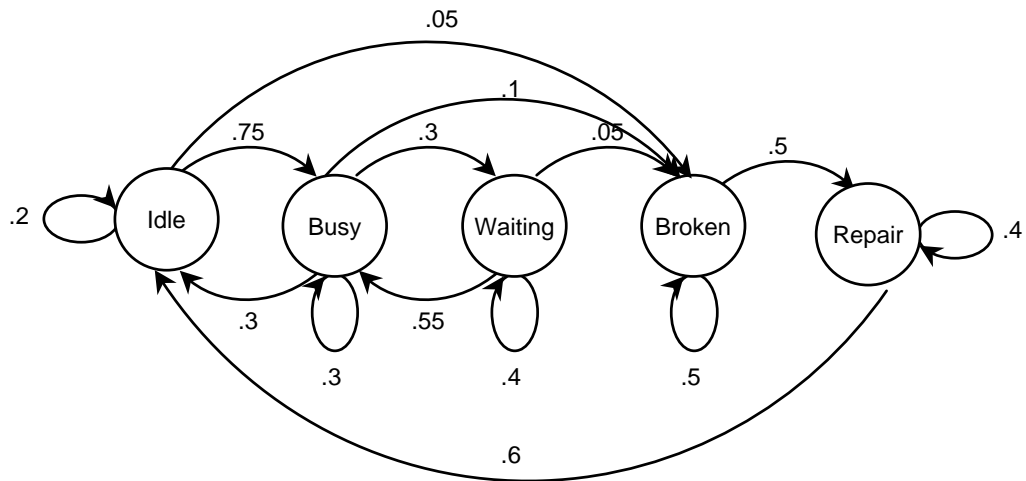 .05
.1
.75
.3
.05
.5
.2
Idle
Busy
Waiting
Broken
Repair
.4
.3
.55
.3
.4
.5
.6